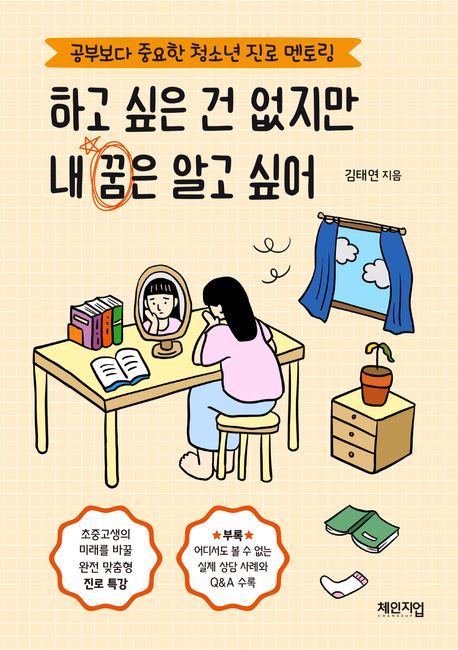 공부보다 중요한 청소년 진로 멘토링
하고 싶은 건 없지만
내 꿈은 알고 싶어
김태연 지음
초중고생의
미래를 바꿀
완전 맞춤형
진로 특강
★부록★
어디서도 볼 수 없는
실제 상담 사례와
Q&A 수록
체인지업
CHANGEUP